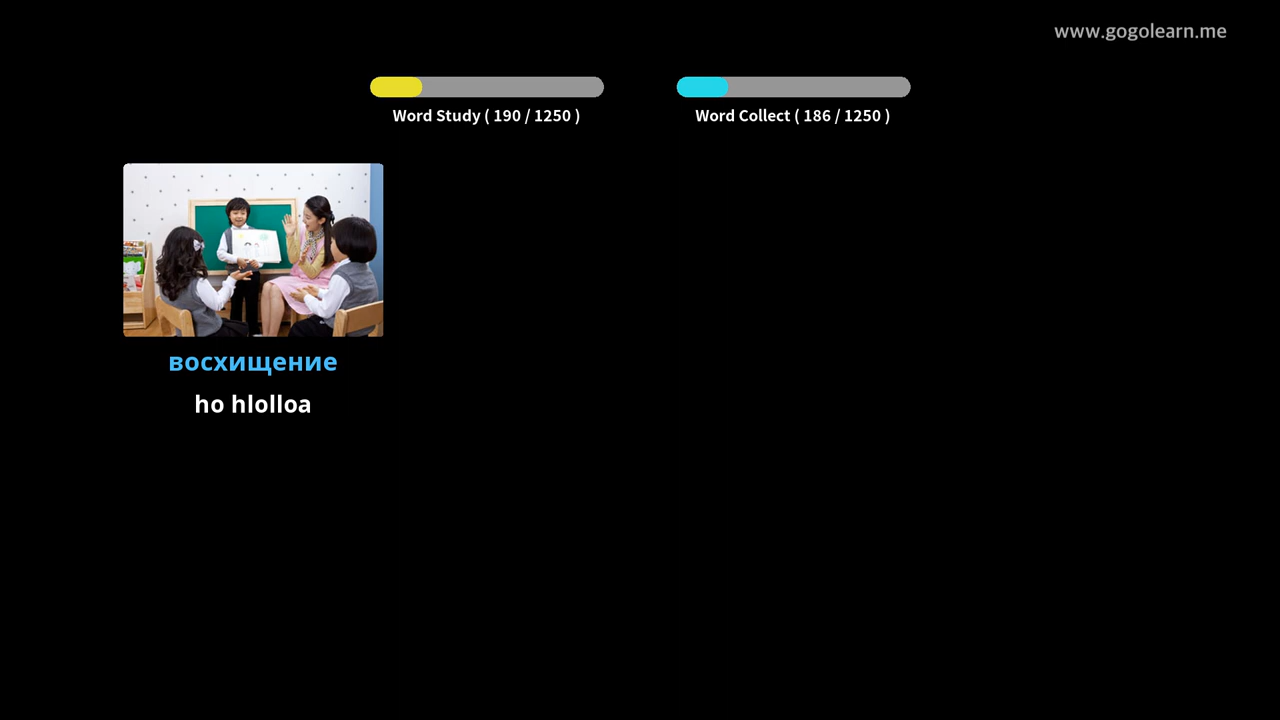 www.gogolearn.me
Word Study ( 190 / 1250 )
Word Collect ( 186 / 1250 )
восхищение
ho hlolloa